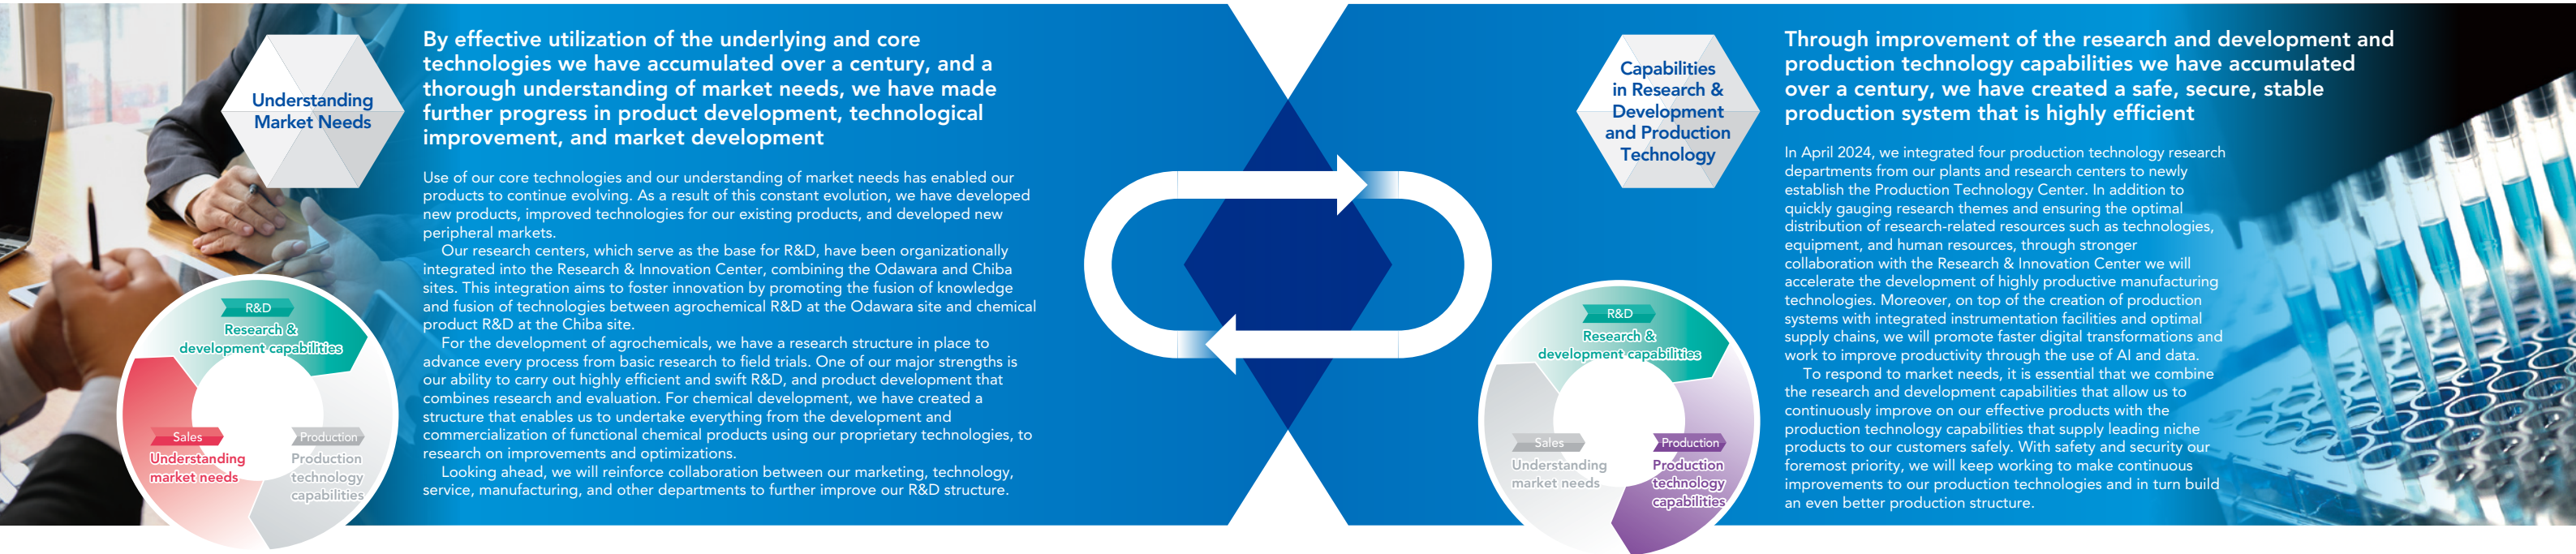 Understanding
Market Needs
By effective utilization of the underlying and core
technologies we have accumulated over a century, and a
thorough understanding of market needs, we have made
further progress in product development, technological
improvement, and market development
Use of our core technologies and our understanding of market needs has enabled our
products to continue evolving. As a result of this constant evolution, we have developed
new products, improved technologies for our existing products, and developed new
peripheral markets.
Our research centers, which serve as the base for R&D, have been organizationally
integrated into the Research & Innovation Center, combining the Odawara and Chiba
sites. This integration aims to foster innovation by promoting the fusion of knowledge
and fusion of technologies between agrochemical R&D at the Odawara site and chemical
product R&D at the Chiba site.
For the development of agrochemicals, we have a research structure in place to
advance every process from basic research to field trials. One of our major strengths is
our ability to carry out highly efficient and swift R&D, and product development that
combines research and evaluation. For chemical development, we have created a
structure that enables us to undertake everything from the development and
commercialization of functional chemical products using our proprietary technologies, to
research on improvements and optimizations.
Looking ahead, we will reinforce collaboration between our marketing, technology,
service, manufacturing, and other departments to further improve our R&D structure.
R&D
Research &
development capabilities
Sales
Understanding
market needs
Production
Production
technology
capabilities
Capabilities
in Research &
Development
and Production
Technology
Through improvement of the research and development and
production technology capabilities we have accumulated
over a century, we have created a safe, secure, stable
production system that is highly efficient
In April 2024, we integrated four production technology research
departments from our plants and research centers to newly
establish the Production Technology Center. In addition to
quickly gauging research themes and ensuring the optimal
distribution of research-related resources such as technologies,
equipment, and human resources, through stronger
collaboration with the Research & Innovation Center we will
accelerate the development of highly productive manufacturing
technologies. Moreover, on top of the creation of production
systems with integrated instrumentation facilities and optimal
supply chains, we will promote faster digital transformations and
work to improve productivity through the use of AI and data.
To respond to market needs, it is essential that we combine
the research and development capabilities that allow us to
continuously improve on our effective products with the
production technology capabilities that supply leading niche
products to our customers safely. With safety and security our
foremost priority, we will keep working to make continuous
improvements to our production technologies and in turn build
an even better production structure.
R&D
Research &
development capabilities
Sales
Understanding
market needs
Production
Production
technology
capabilities